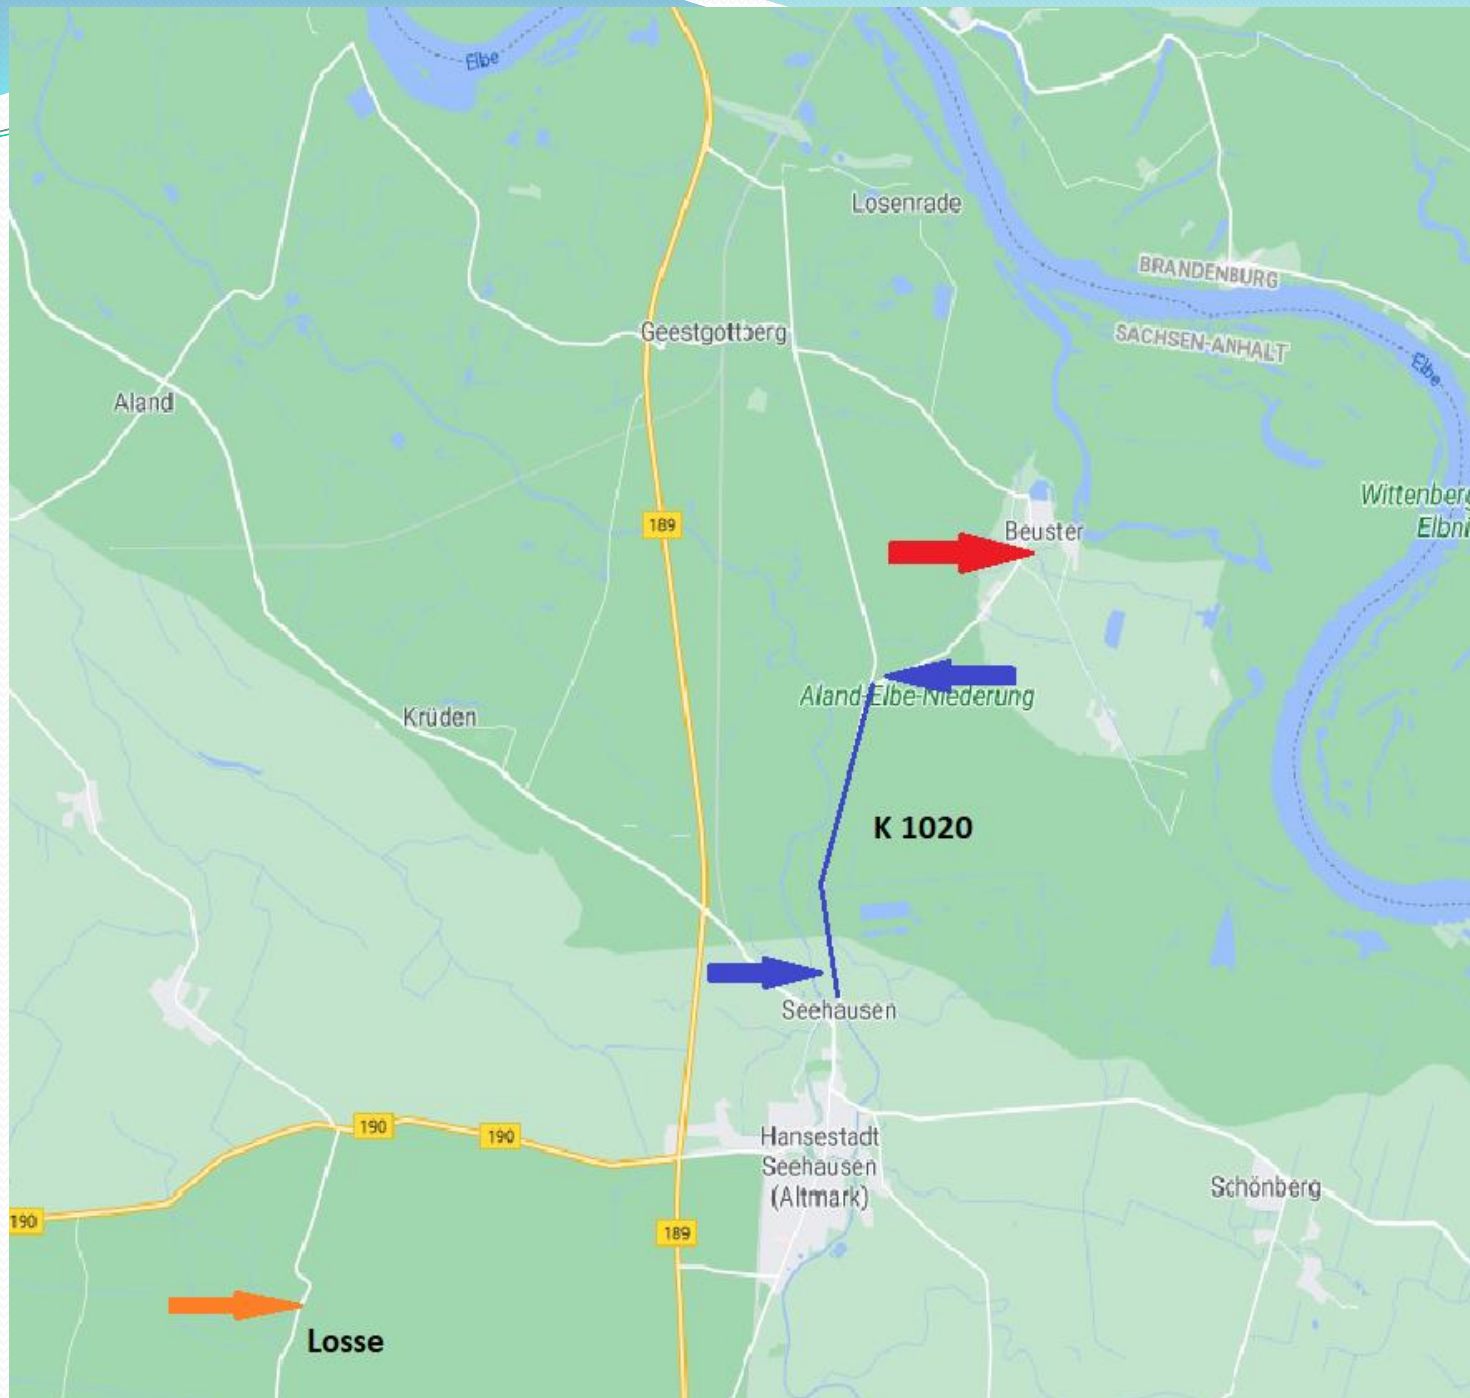 Elbe
Losenrade
BRANDENBURG
SACHSEN-ANHALT
Geestgottberg
Elbe
Aland
Wittenberg
Elbni
189
Beuster
Aland-Elbe-Niederung
Krüden
K 1020
Seehausen
190
190
Hansestadt
Seehausen
(Altmark)
Schönberg
190
189
Losse